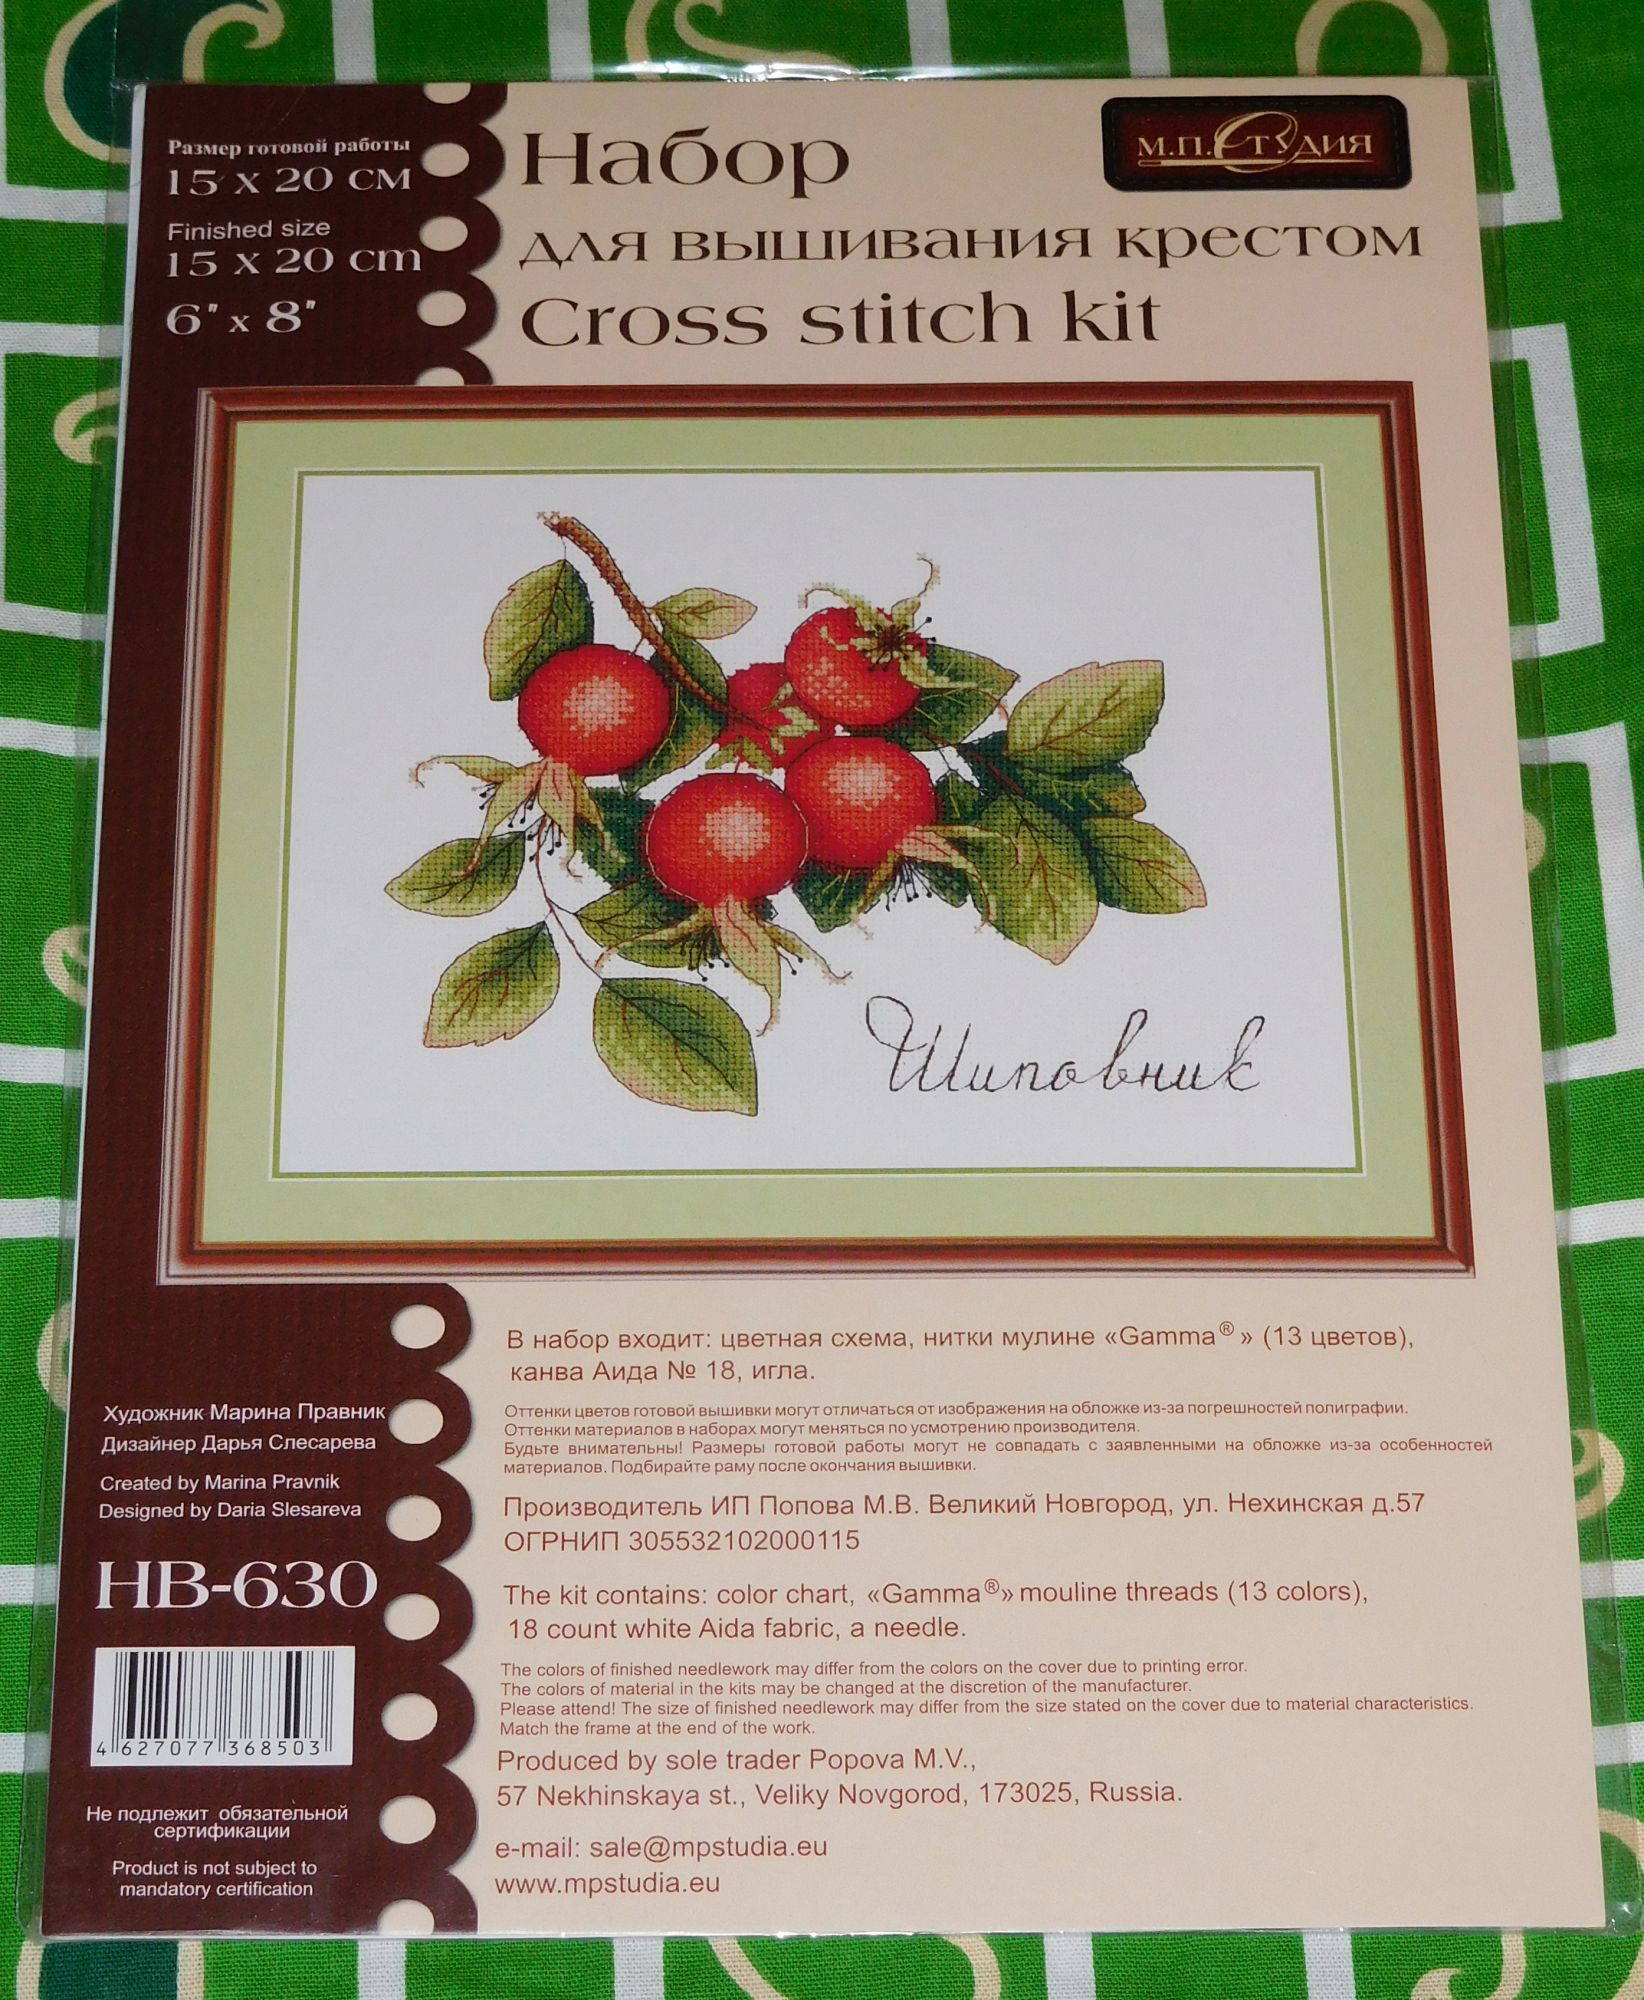 Размер готовой работы
15 x 20 см
Finished size
15 x 20 cm
6" x 8"
Набор
для вышивания крестом
Cross stitch kit
М.П.СТУДИЯ
Шиповник
В набор входит: цветная схема, нитки мулине «Gamma®» (13 цветов),
канва Аида № 18, игла.
Оттенки цветов готовой вышивки могут отличаться от изображения на обложке из-за погрешностей полиграфии.
Оттенки материалов в наборах могут меняться по усмотрению производителя.
Будьте внимательны! Размеры готовой работы могут не совпадать с заявленными на обложке из-за особенностей
материалов. Подбирайте раму после окончания вышивки.
Производитель ИП Попова М.В. Великий Новгород, ул. Нехинская д.57
ОГРНИП 305532102000115
The kit contains: color chart, «Gamma®» mouline threads (13 colors),
18 count white Aida fabric, a needle.
The colors of finished needlework may differ from the colors on the cover due to printing error.
The colors of material in the kits may be changed at the discretion of the manufacturer.
Please attend! The size of finished needlework may differ from the size stated on the cover due to material characteristics.
Match the frame at the end of the work.
Produced by sole trader Popova M.V.,
57 Nekhinskaya st., Veliky Novgorod, 173025, Russia.
e-mail: sale@mpstudia.eu
www.mpstudia.eu
Художник Марина Правник
Дизайнер Дарья Слесарева
Created by Marina Pravnik
Designed by Daria Slesareva
НВ-630
4 627077 368503
Не подлежит обязательной
сертификации
Product is not subject to
mandatory certification